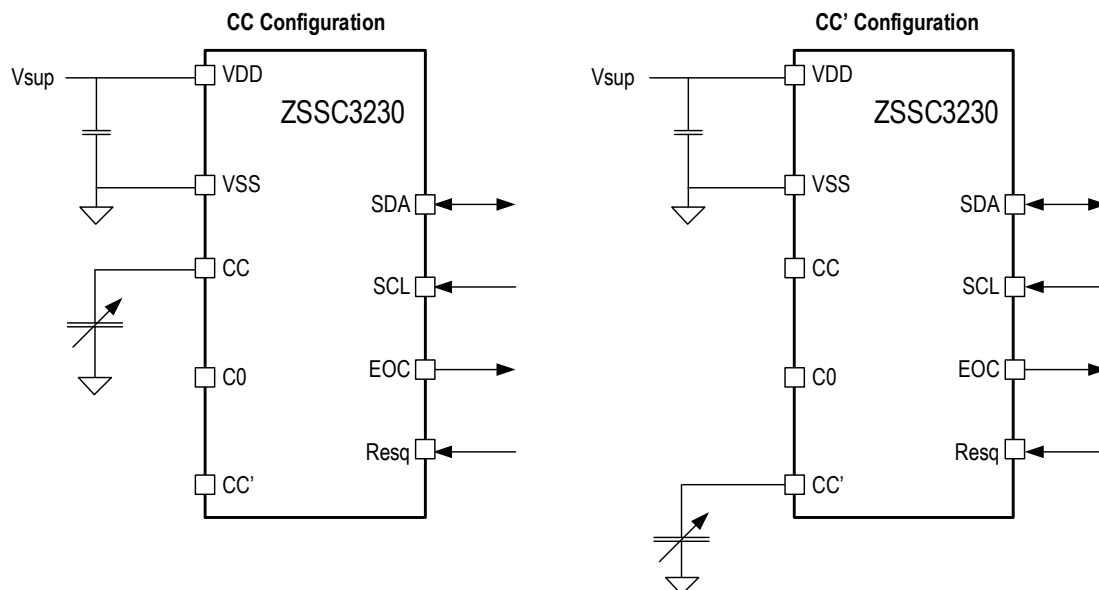 CC Configuration
Vsup
VDD
ZSSC3230
VSS
SDA
CC
SCL
C0
EOC
Resq
CC’
CC’ Configuration
Vsup
VDD
ZSSC3230
VSS
SDA
CC
SCL
C0
EOC
Resq
CC’